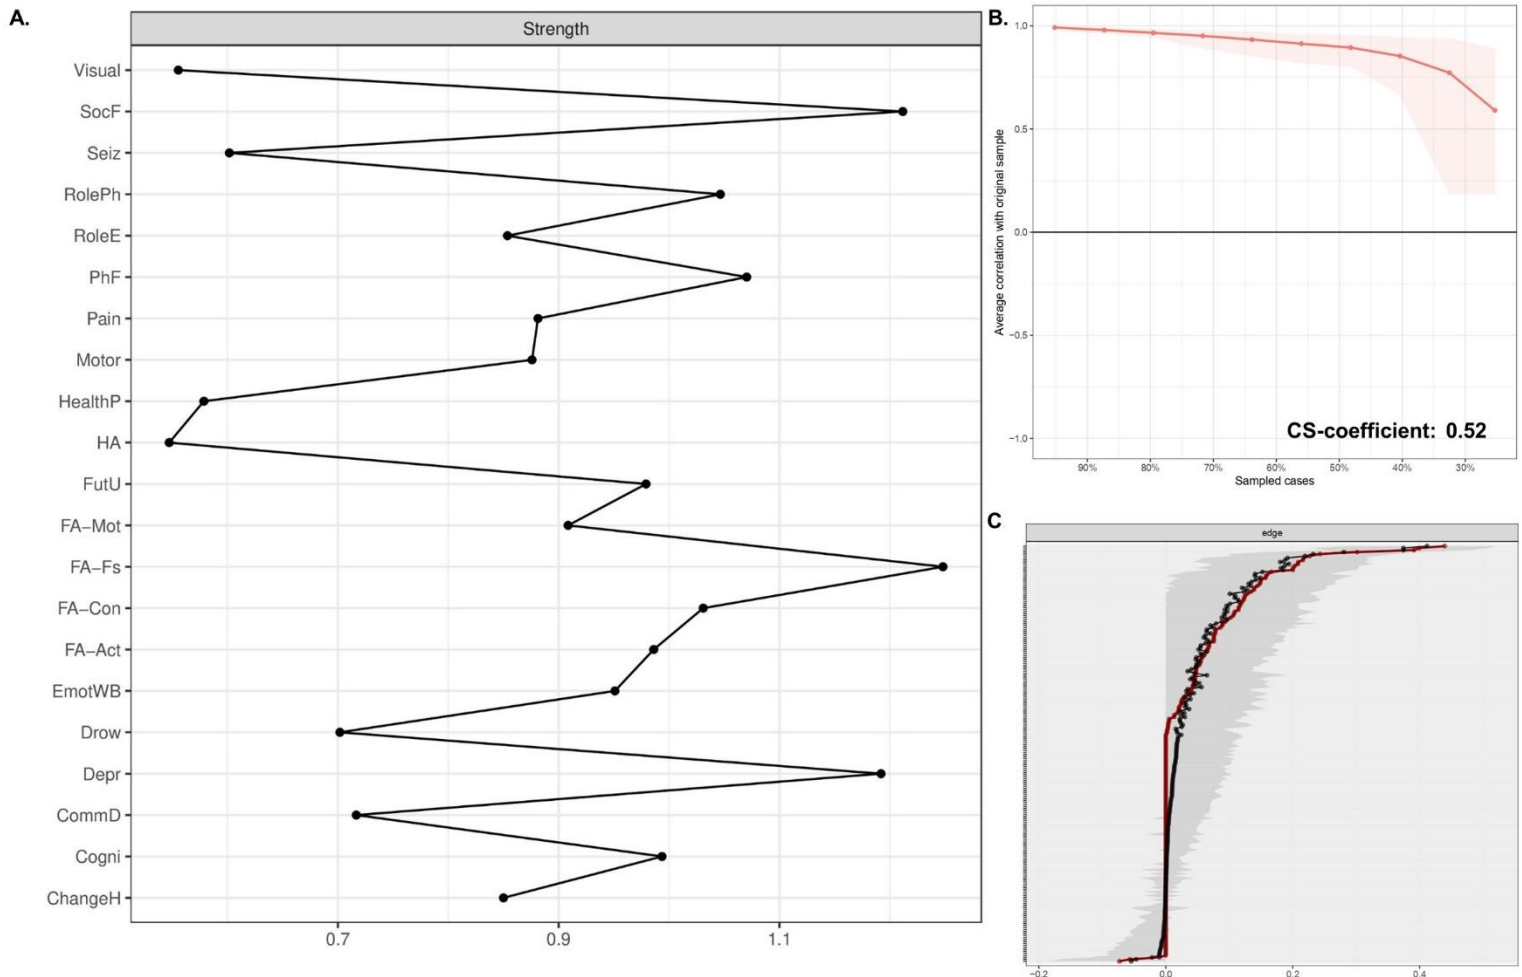 A.
Strength
Visual
SocF
Seiz
RolePh
RoleE
PhF
Pain
Motor
HealthP
HA
FutU
FA−Mot
FA−Fs
FA−Con
FA−Act
EmotWB
Drow
Depr
CommD
Cogni
ChangeH
0.7 0.9 1.1
B.
Average correlation with original sample
1.0
0.5
0.0
−0.5
−1.0
CS-coefficient: 0.52
90% 80% 70% 60% 50% 40% 30%
Sampled cases
C
edge
−0.2 0.0 0.2 0.4